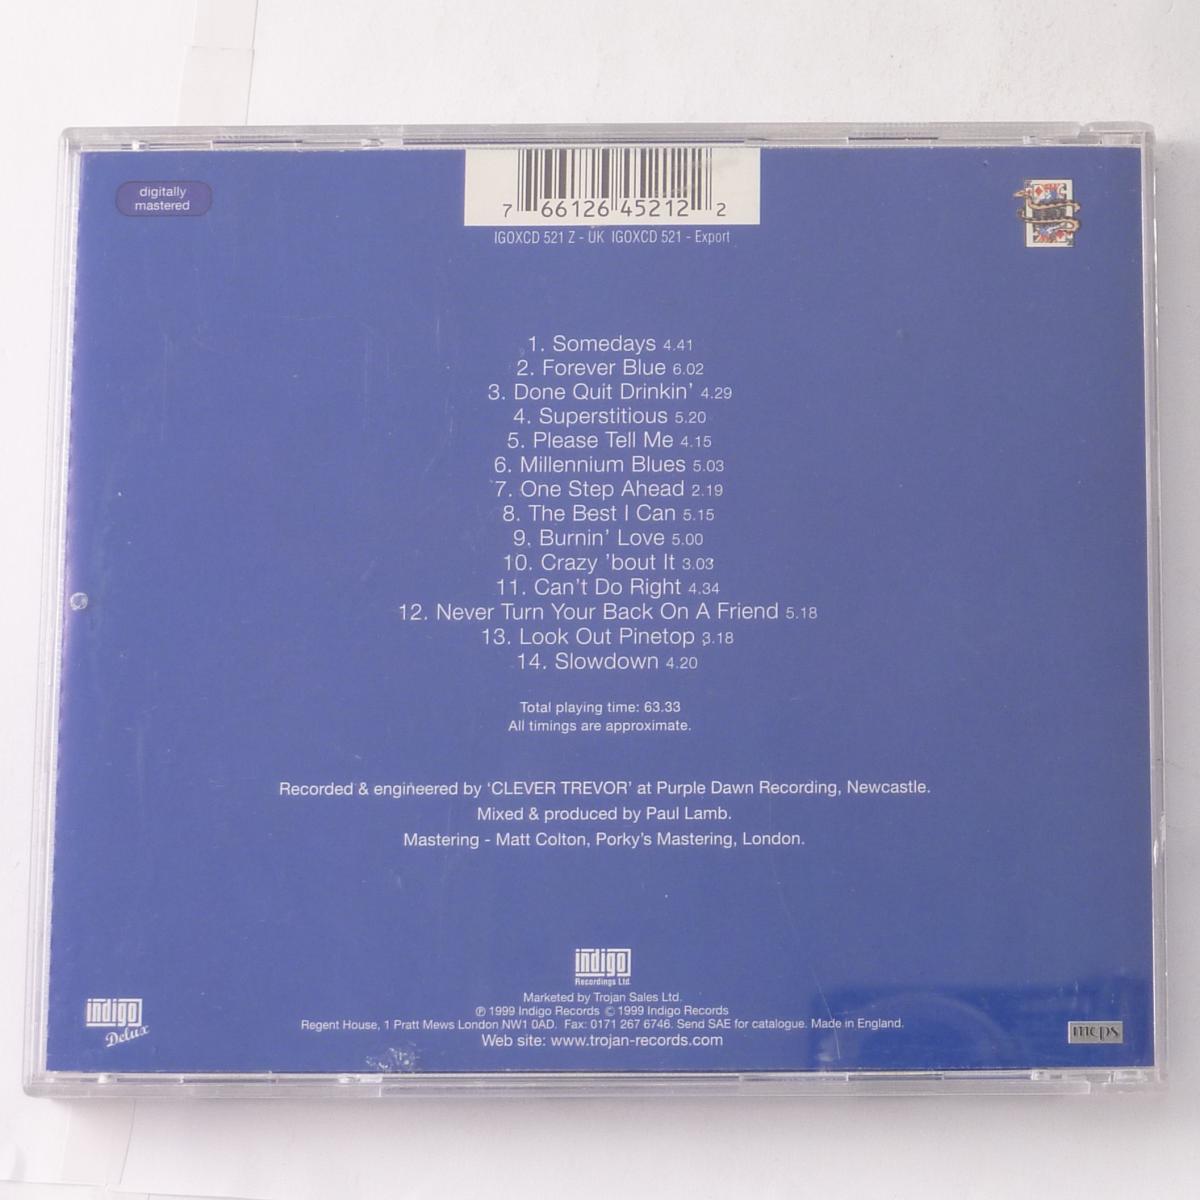 digitally
mastered
7 66126 45212 2
IGOXCD 521 Z - UK IGOXCD 521 - Export
1. Somedays 4.41
2. Forever Blue 6.02
3. Done Quit Drinkin' 4.29
4. Superstitious 5.20
5. Please Tell Me 4.15
6. Millennium Blues 5.03
7. One Step Ahead 2.19
8. The Best I Can 5.15
9. Burnin' Love 5.00
10. Crazy 'bout It 3.03
11. Can't Do Right 4.34
12. Never Turn Your Back On A Friend 5.18
13. Look Out Pinetop 3.18
14. Slowdown 4.20
Total playing time: 63.33
All timings are approximate.
Recorded & engineered by 'CLEVER TREVOR' at Purple Dawn Recording, Newcastle.
Mixed & produced by Paul Lamb.
Mastering - Matt Colton, Porky's Mastering, London.
indigo
Recordings Ltd.
Marketed by Trojan Sales Ltd.
℗ 1999 Indigo Records © 1999 Indigo Records
Regent House, 1 Pratt Mews London NW1 0AD. Fax: 0171 267 6746. Send SAE for catalogue. Made in England.
Web site: www.trojan-records.com
indigo
Delux
mcps